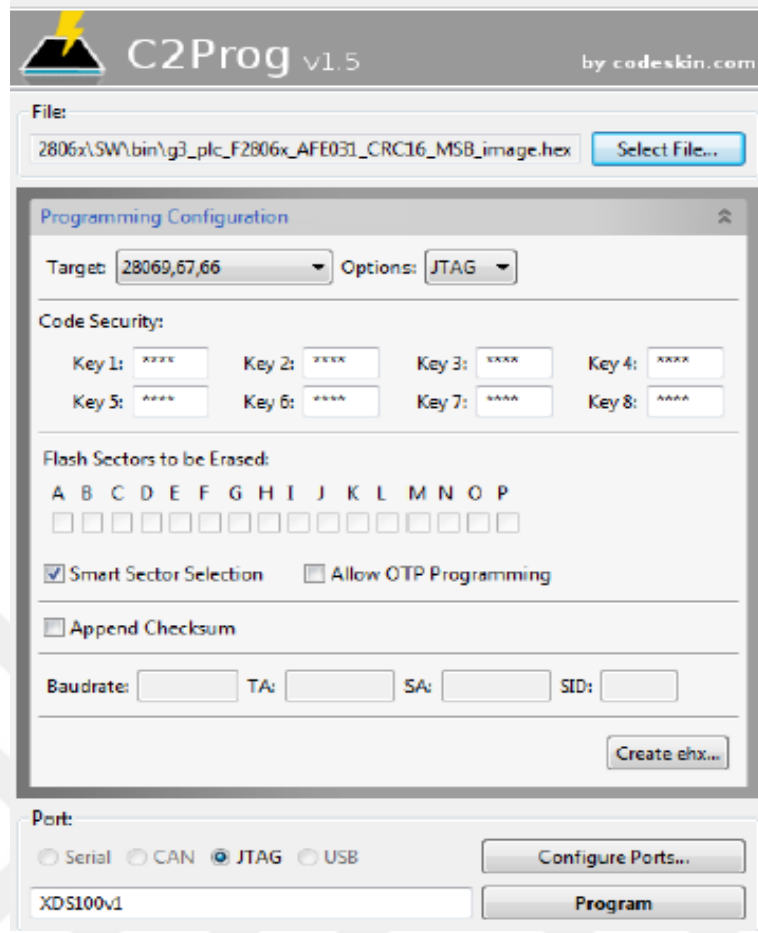 C2Prog v1.5 by codeskin.com
File:
2806x\SW\bin\g3_plc_F2806x_AFE031_CRC16_MSB_image.hex Select File...
Programming Configuration
Target: 28069,67,66 Options: JTAG
Code Security:
Key 1: **** Key 2: **** Key 3: **** Key 4: ****
Key 5: **** Key 6: **** Key 7: **** Key 8: ****
Flash Sectors to be Erased:
A B C D E F G H I J K L M N O P
Smart Sector Selection Allow OTP Programming
Append Checksum
Baudrate: TA: SA: SID:
Create ehx...
Port:
Serial CAN JTAG USB Configure Ports...
XDS100v1 Program